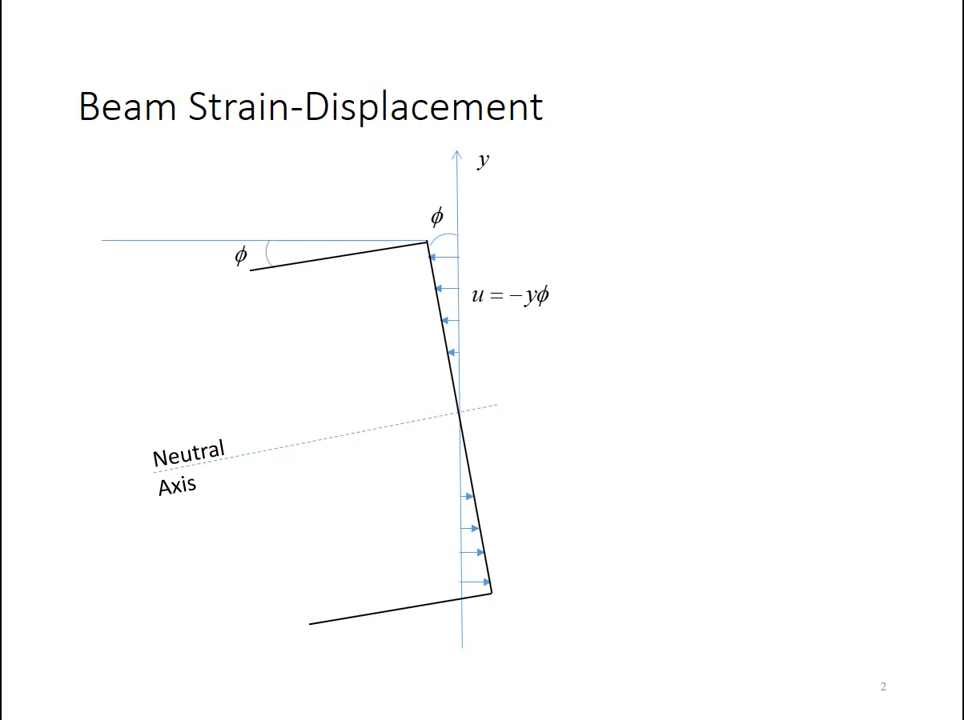 Beam Strain-Displacement
y
ϕ
ϕ
u = −yϕ
Neutral
Axis
2